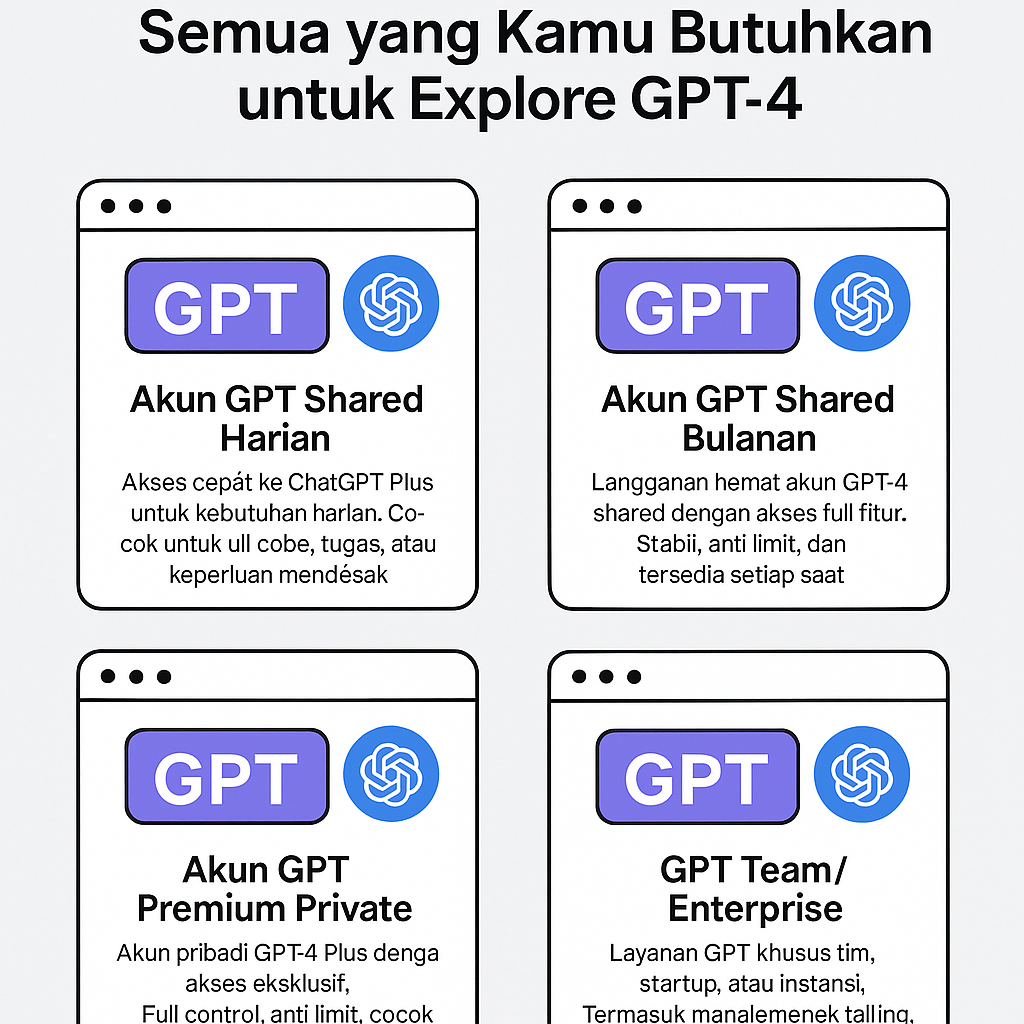 Semua yang Kamu Butuhkan
untuk Explore GPT-4
GPT
Akun GPT Shared
Harian
Akses cepát ke ChatGPT Plus
untuk kebutuhan harlan. Co-
cok untuk ull cobe, tugas, atau
keperluan mendésak
GPT
Akun GPT Shared
Bulanan
Langganan hemat akun GPT-4
shared dengan akses full fitur.
Stabii, anti limit, dan
tersedia setiap saat
GPT
Akun GPT
Premium Private
Akun pribadi GPT-4 Plus denga
akses eksklusif,
Full control, anti limit, cocok
GPT
GPT Team/
Enterprise
Layanan GPT khusus tim,
startup, atau instansi,
Termasuk manalemenek talling,